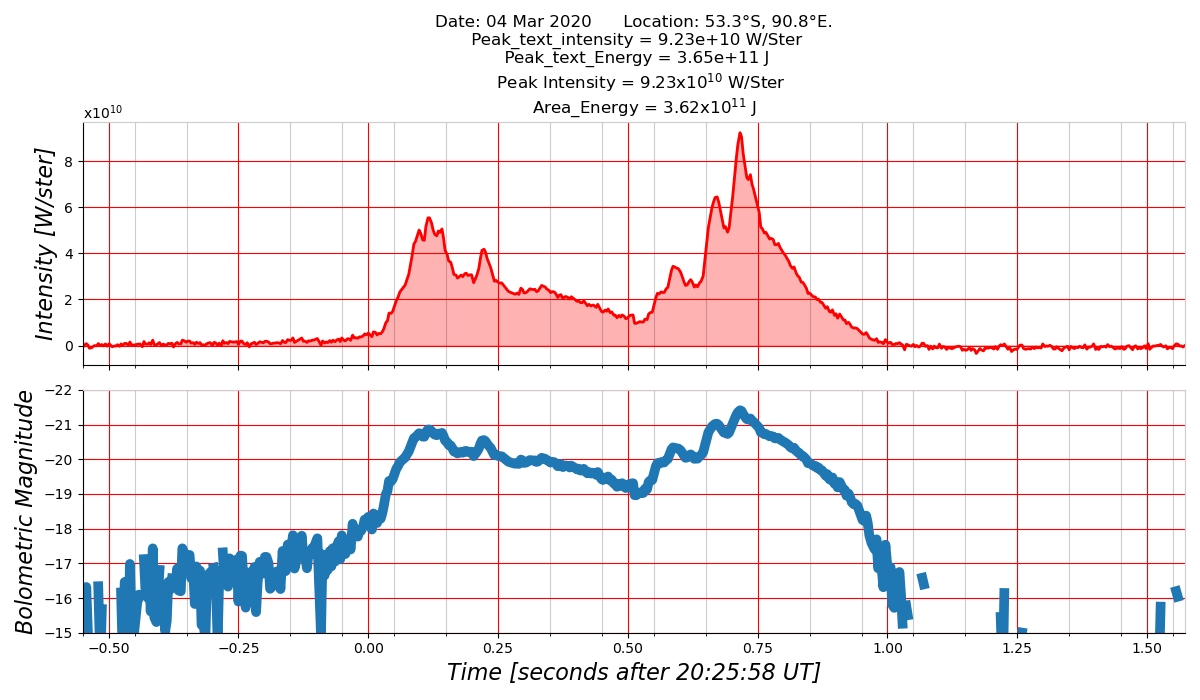 Date: 04 Mar 2020 Location: 53.3°S, 90.8°E.
Peak_text_intensity = 9.23e+10 W/Ster
Peak_text_Energy = 3.65e+11 J
Peak Intensity = 9.23x10¹⁰ W/Ster
Area_Energy = 3.62x10¹¹ J
x10¹⁰
8
6
4
2
0
Intensity [W/ster]
−22
−21
−20
−19
−18
−17
−16
−15
Bolometric Magnitude
−0.50 −0.25 0.00 0.25 0.50 0.75 1.00 1.25 1.50
Time [seconds after 20:25:58 UT]